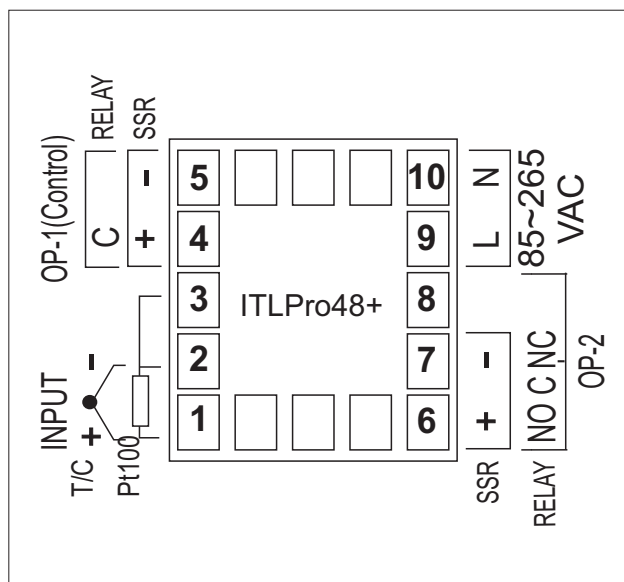 OP-1(Control)
RELAY
C
SSR
- +
INPUT
T/C
+ -
Pt100
5
4
3
2
1
ITLPro48+
10
9
8
7
6
N
L
85~265
VAC
SSR
+ -
RELAY
NO C NC
OP-2